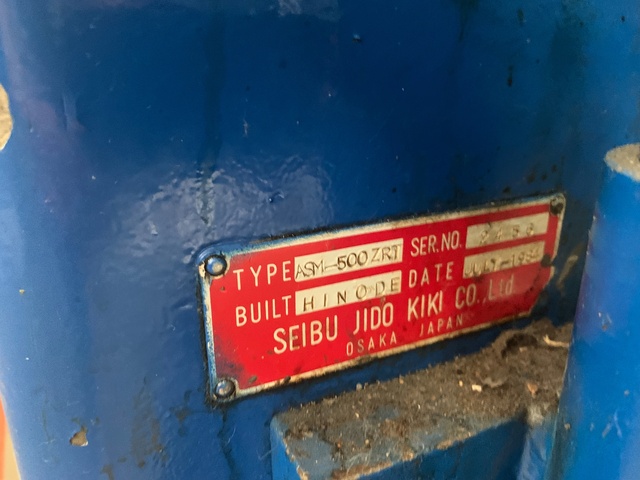 TYPE ASM-500ZRT SER.NO.
BUILT HINODE DATE
SEIBU JIDO KIKI CO.,Ltd.
OSAKA JAPAN